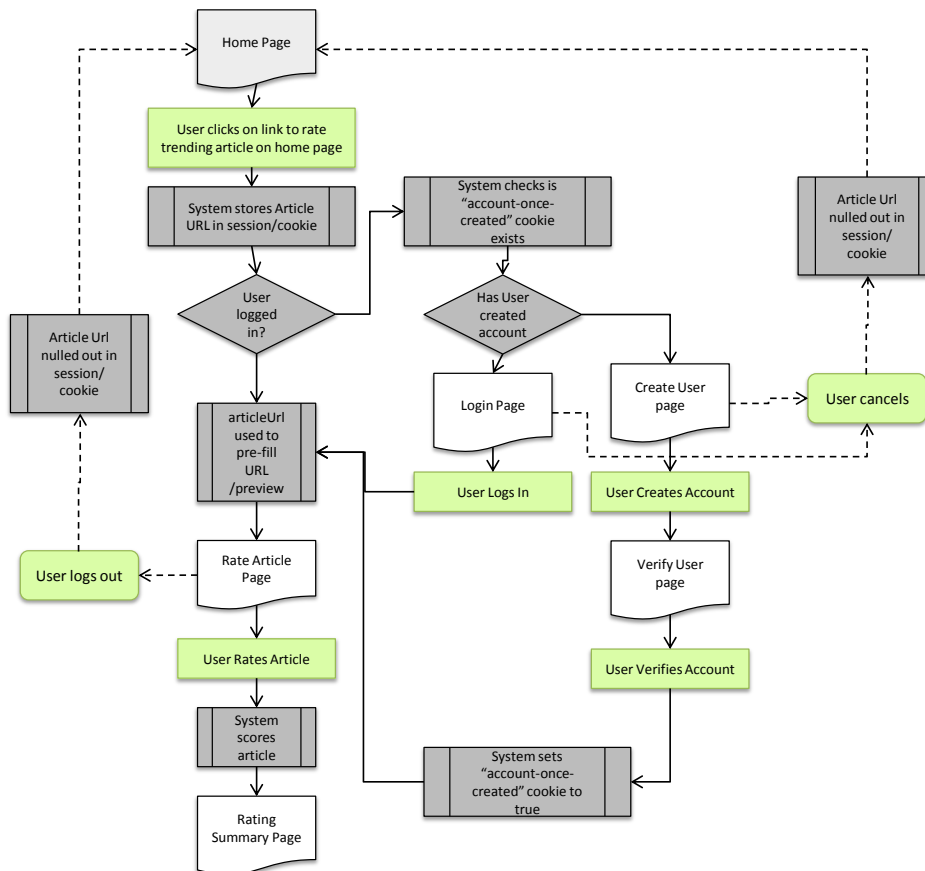 Home Page
User clicks on link to rate
trending article on home page
System stores Article
URL in session/cookie
System checks is
“account-once-
created” cookie
exists
Article Url
nulled out in
session/
cookie
User
logged
in?
Has User
created
account
Article Url
nulled out in
session/
cookie
articleUrl
used to
pre-fill
URL
/preview
Login Page
Create User
page
User cancels
User Logs In
User Creates Account
User logs out
Rate Article
Page
Verify User
page
User Rates Article
User Verifies Account
System
scores
article
System sets
“account-once-
created” cookie to
true
Rating
Summary Page